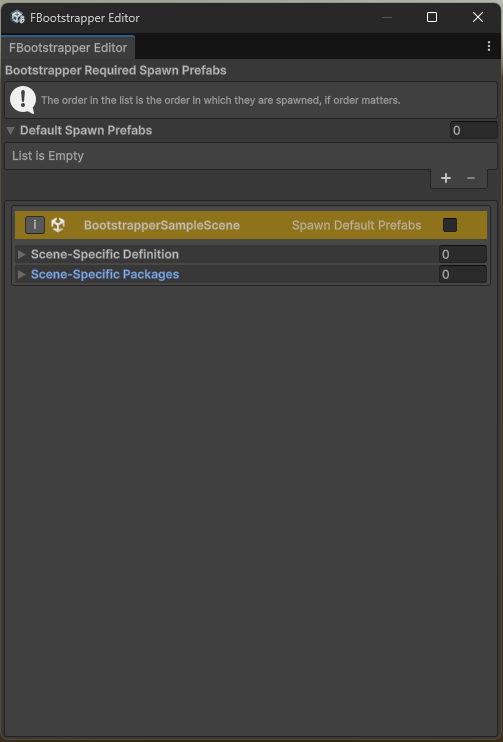 FBootstrapper Editor
FBootstrapper Editor
Bootstrapper Required Spawn Prefabs
The order in the list is the order in which they are spawned, if order matters.
Default Spawn Prefabs 0
List is Empty
+ −
i BootstrapperSampleScene Spawn Default Prefabs
Scene-Specific Definition 0
Scene-Specific Packages 0